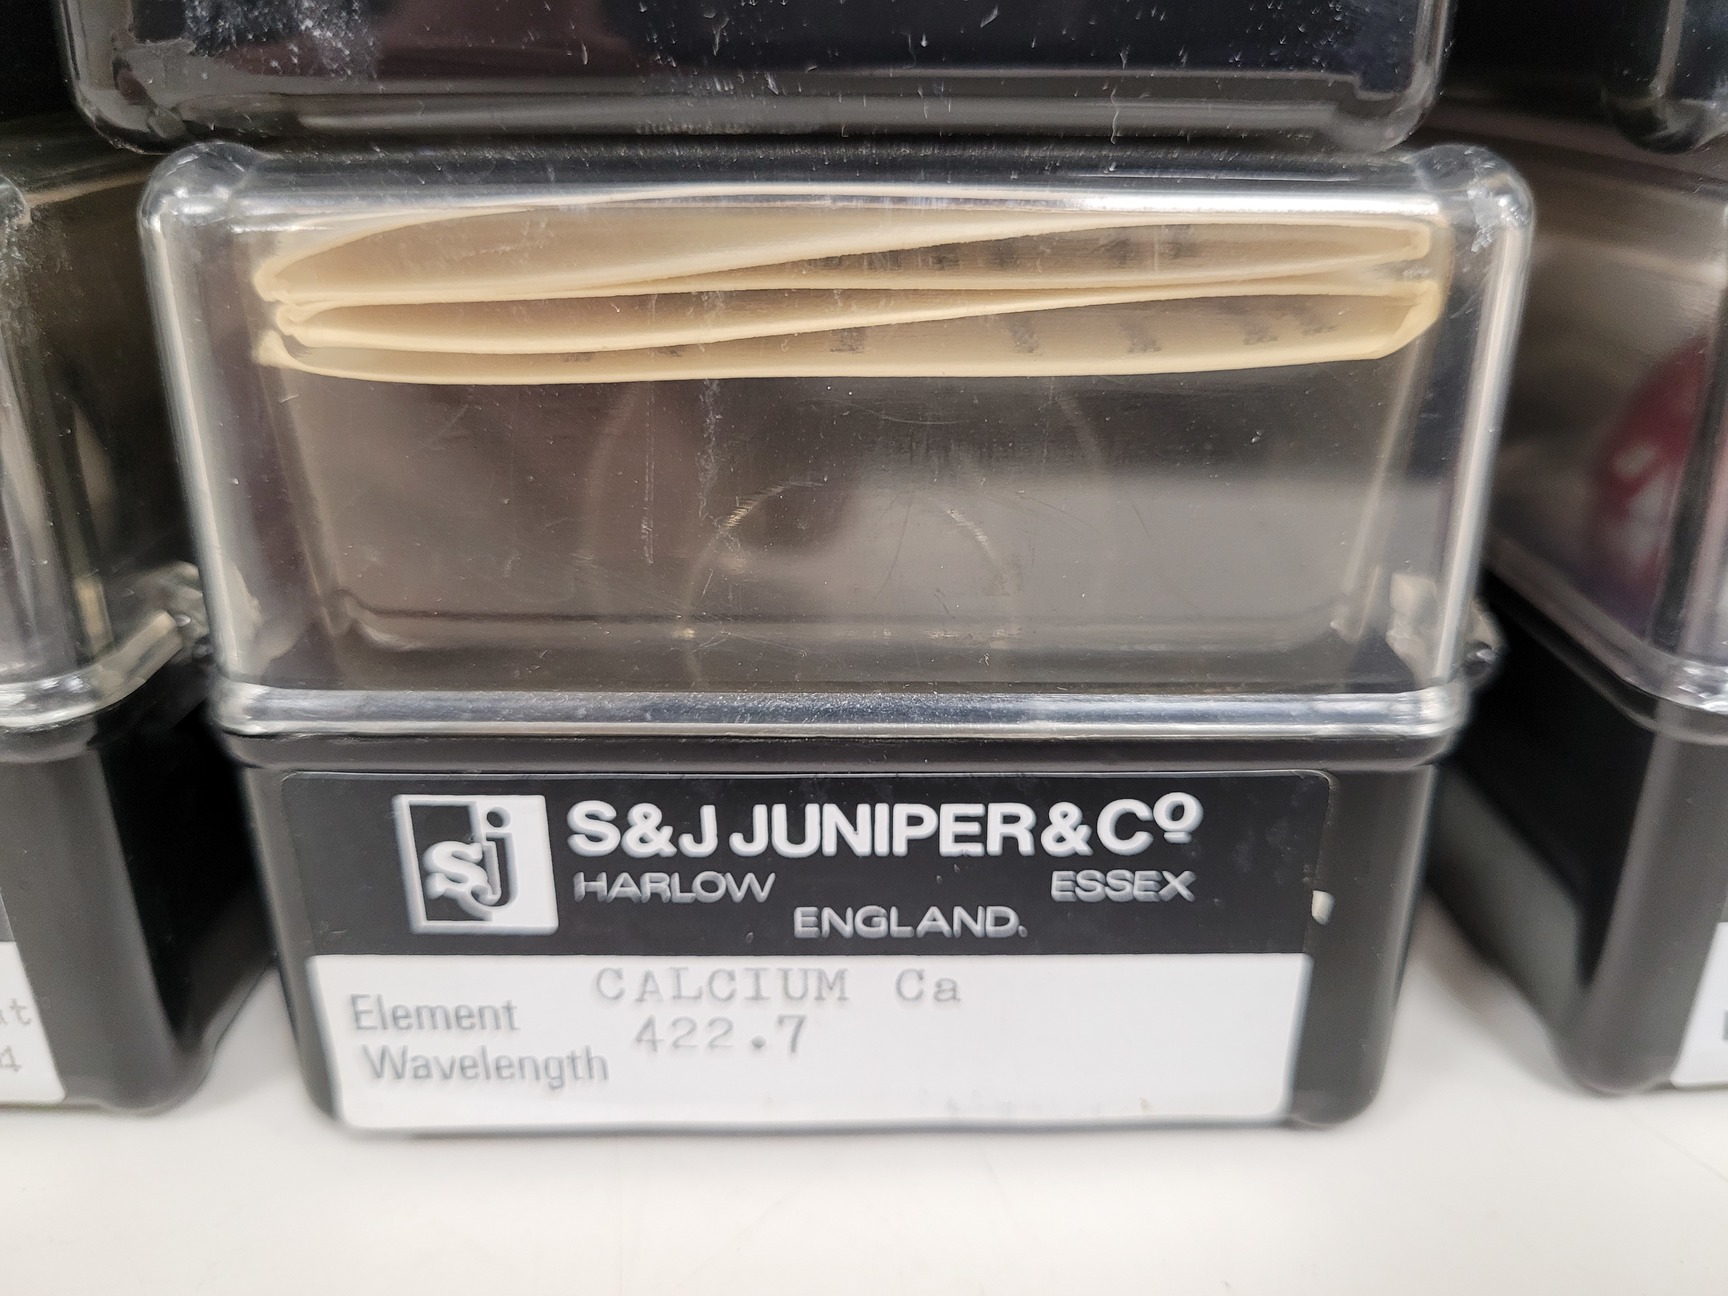 sj
S&J JUNIPER & Cº
HARLOW ESSEX
ENGLAND.
Element CALCIUM Ca
Wavelength 422.7